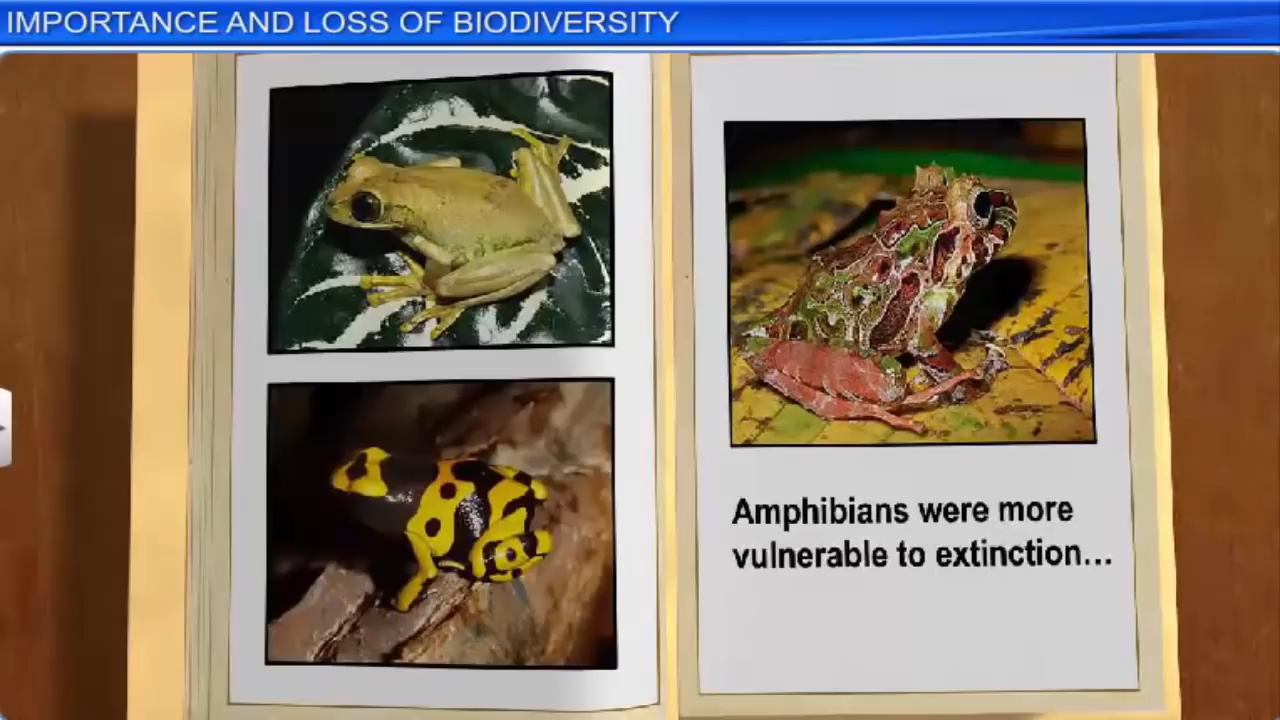 IMPORTANCE AND LOSS OF BIODIVERSITY
Amphibians were more
vulnerable to extinction...